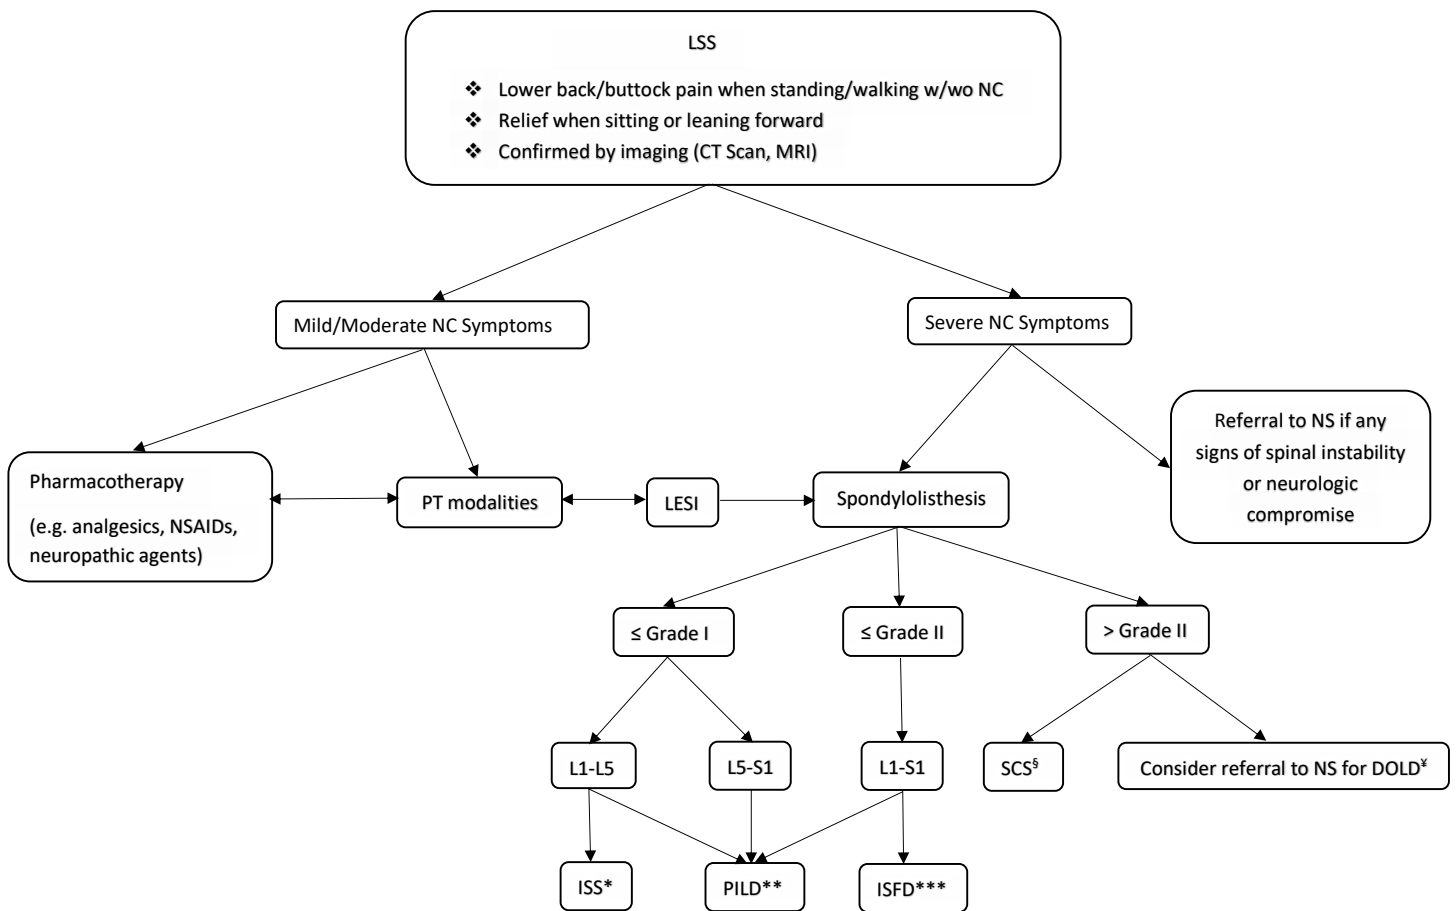 LSS
❖ Lower back/buttock pain when standing/walking w/wo NC
❖ Relief when sitting or leaning forward
❖ Confirmed by imaging (CT Scan, MRI)
Mild/Moderate NC Symptoms
Severe NC Symptoms
Pharmacotherapy
(e.g. analgesics, NSAIDs,
neuropathic agents)
PT modalities
LESI
Spondylolisthesis
Referral to NS if any
signs of spinal instability
or neurologic
compromise
≤ Grade I
≤ Grade II
> Grade II
L1-L5
L5-S1
L1-S1
SCS§
Consider referral to NS for DOLD¥
ISS*
PILD**
ISFD***